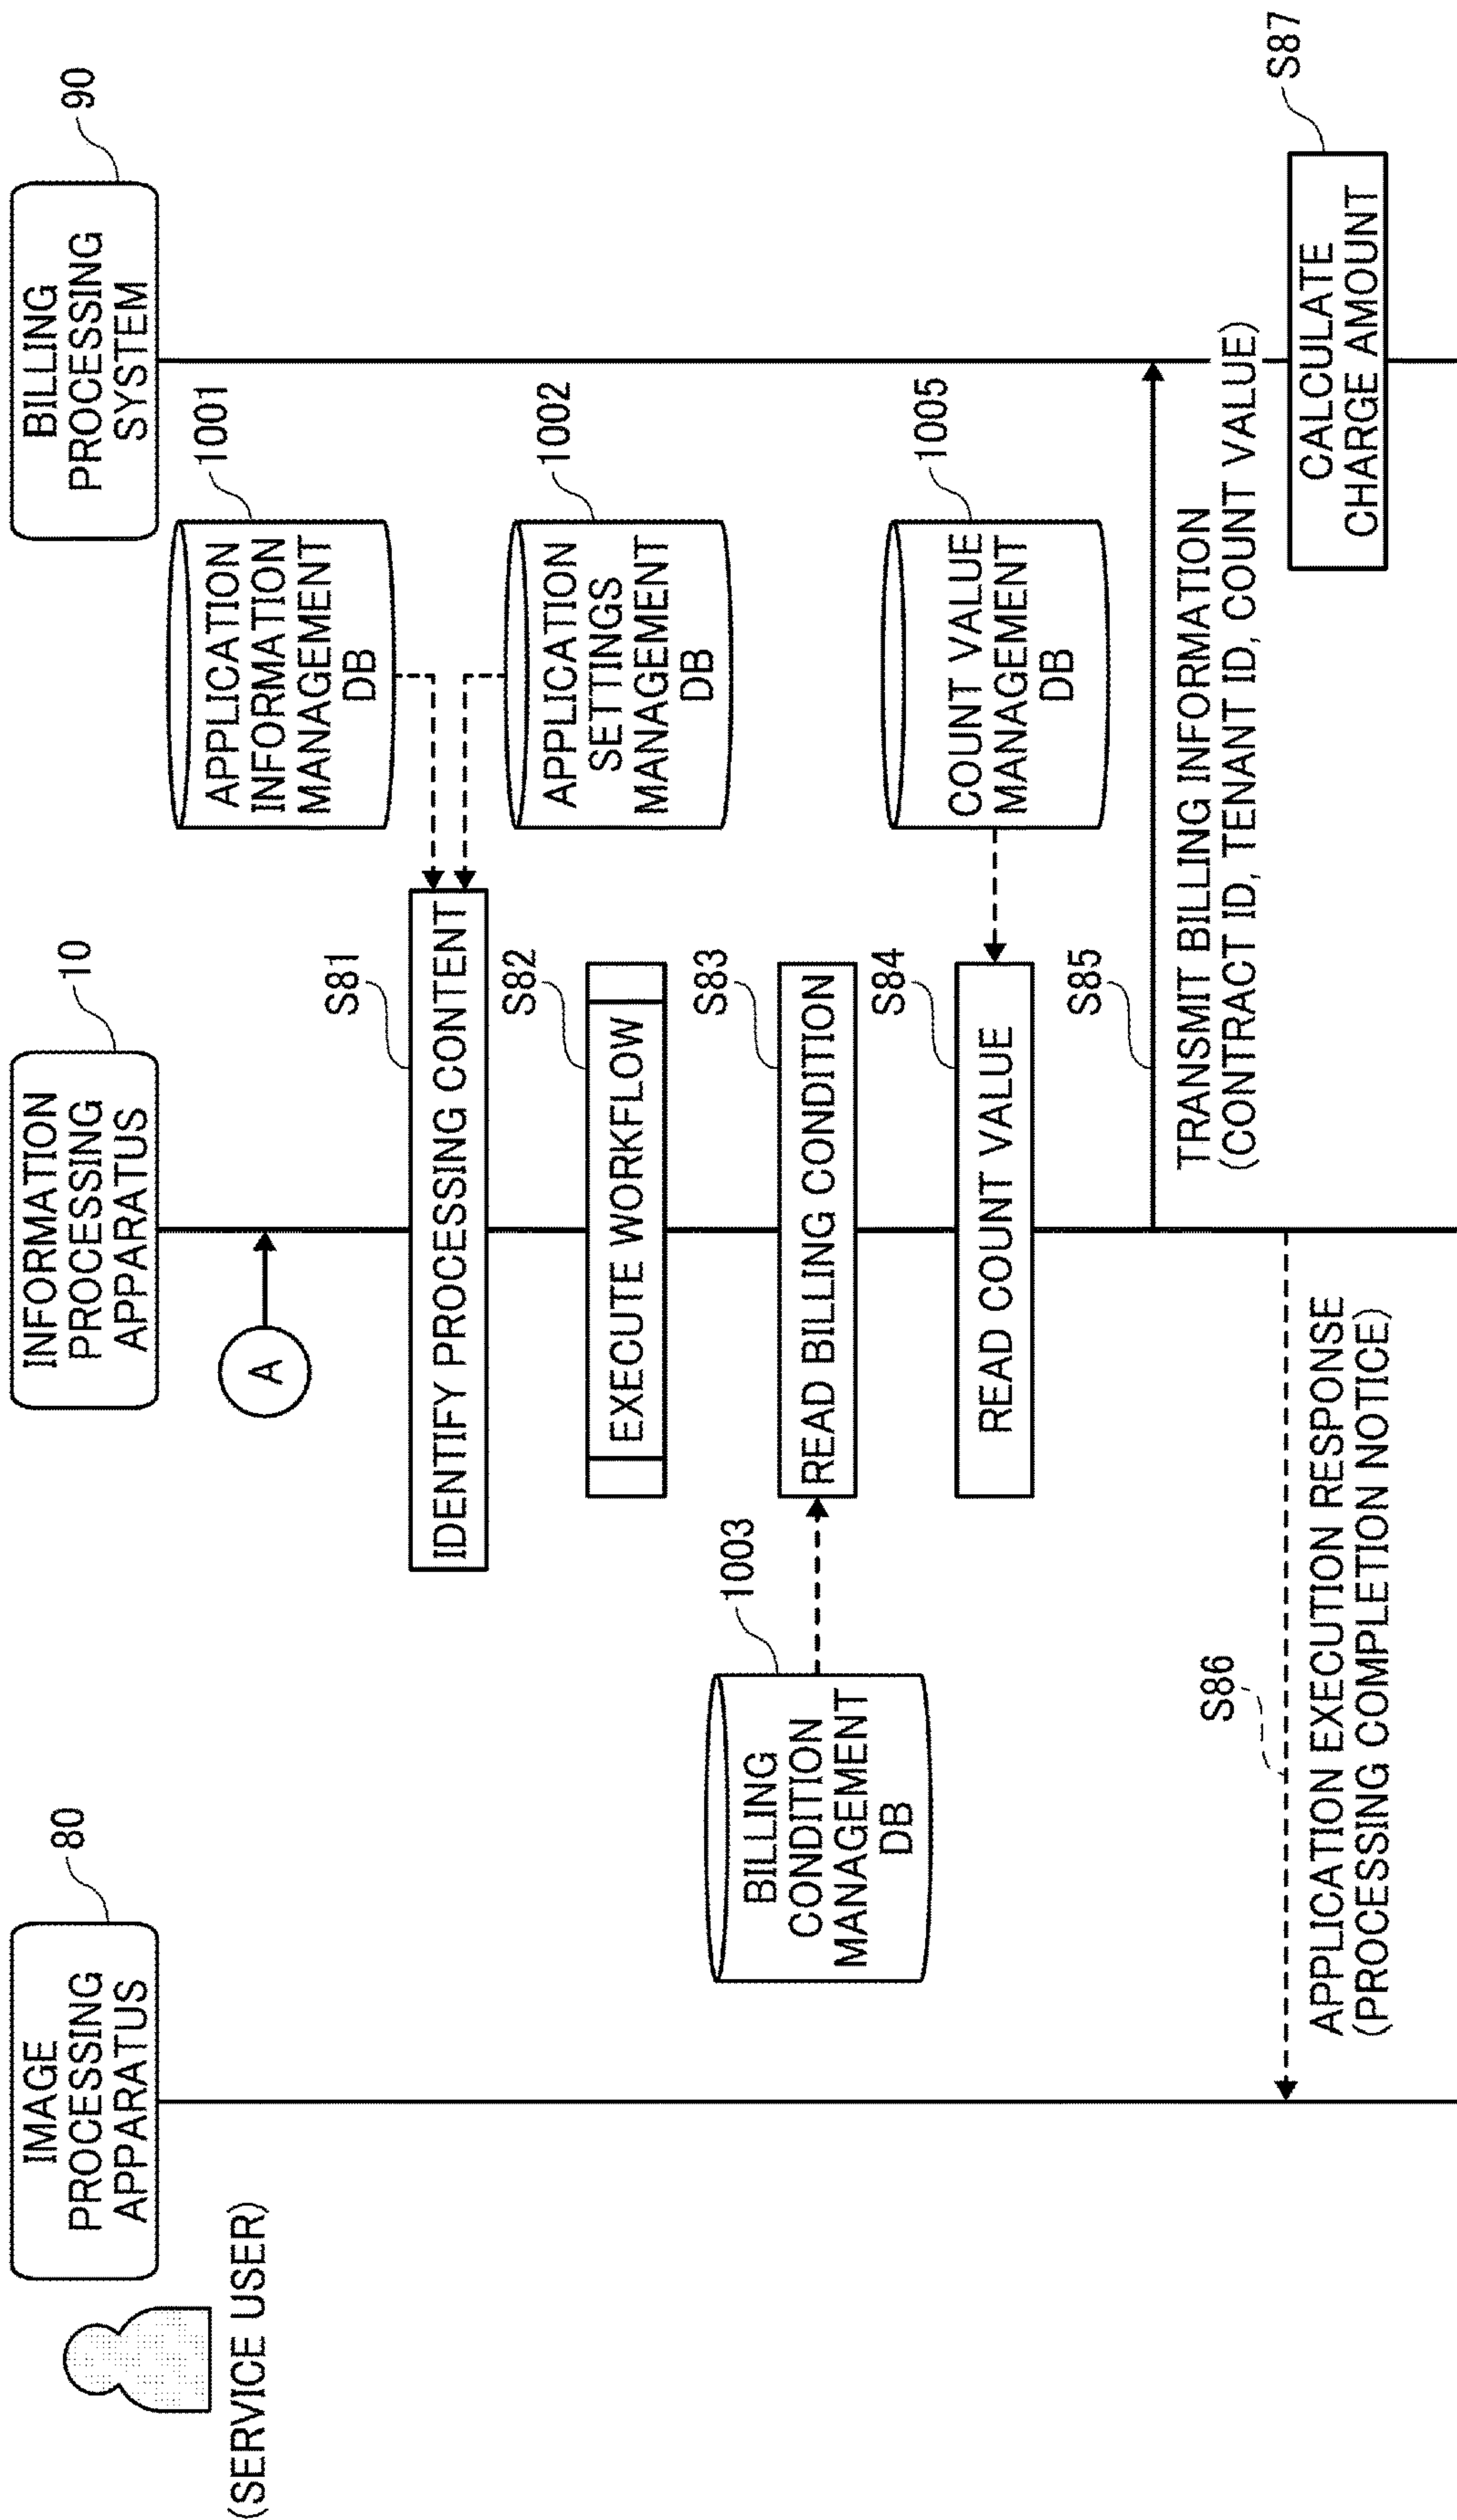 (SERVICE USER)
IMAGE
PROCESSING
APPARATUS
80
INFORMATION
PROCESSING
APPARATUS
10
BILLING
PROCESSING
SYSTEM
90
A
APPLICATION
INFORMATION
MANAGEMENT
DB
1001
IDENTIFY PROCESSING CONTENT
S81
APPLICATION
SETTINGS
MANAGEMENT
DB
1002
EXECUTE WORKFLOW
S82
BILLING
CONDITION
MANAGEMENT
DB
1003
READ BILLING CONDITION
S83
READ COUNT VALUE
S84
COUNT VALUE
MANAGEMENT
DB
1005
S85
TRANSMIT BILLING INFORMATION
(CONTRACT ID, TENANT ID, COUNT VALUE)
S86
APPLICATION EXECUTION RESPONSE
(PROCESSING COMPLETION NOTICE)
CALCULATE
CHARGE AMOUNT
S87